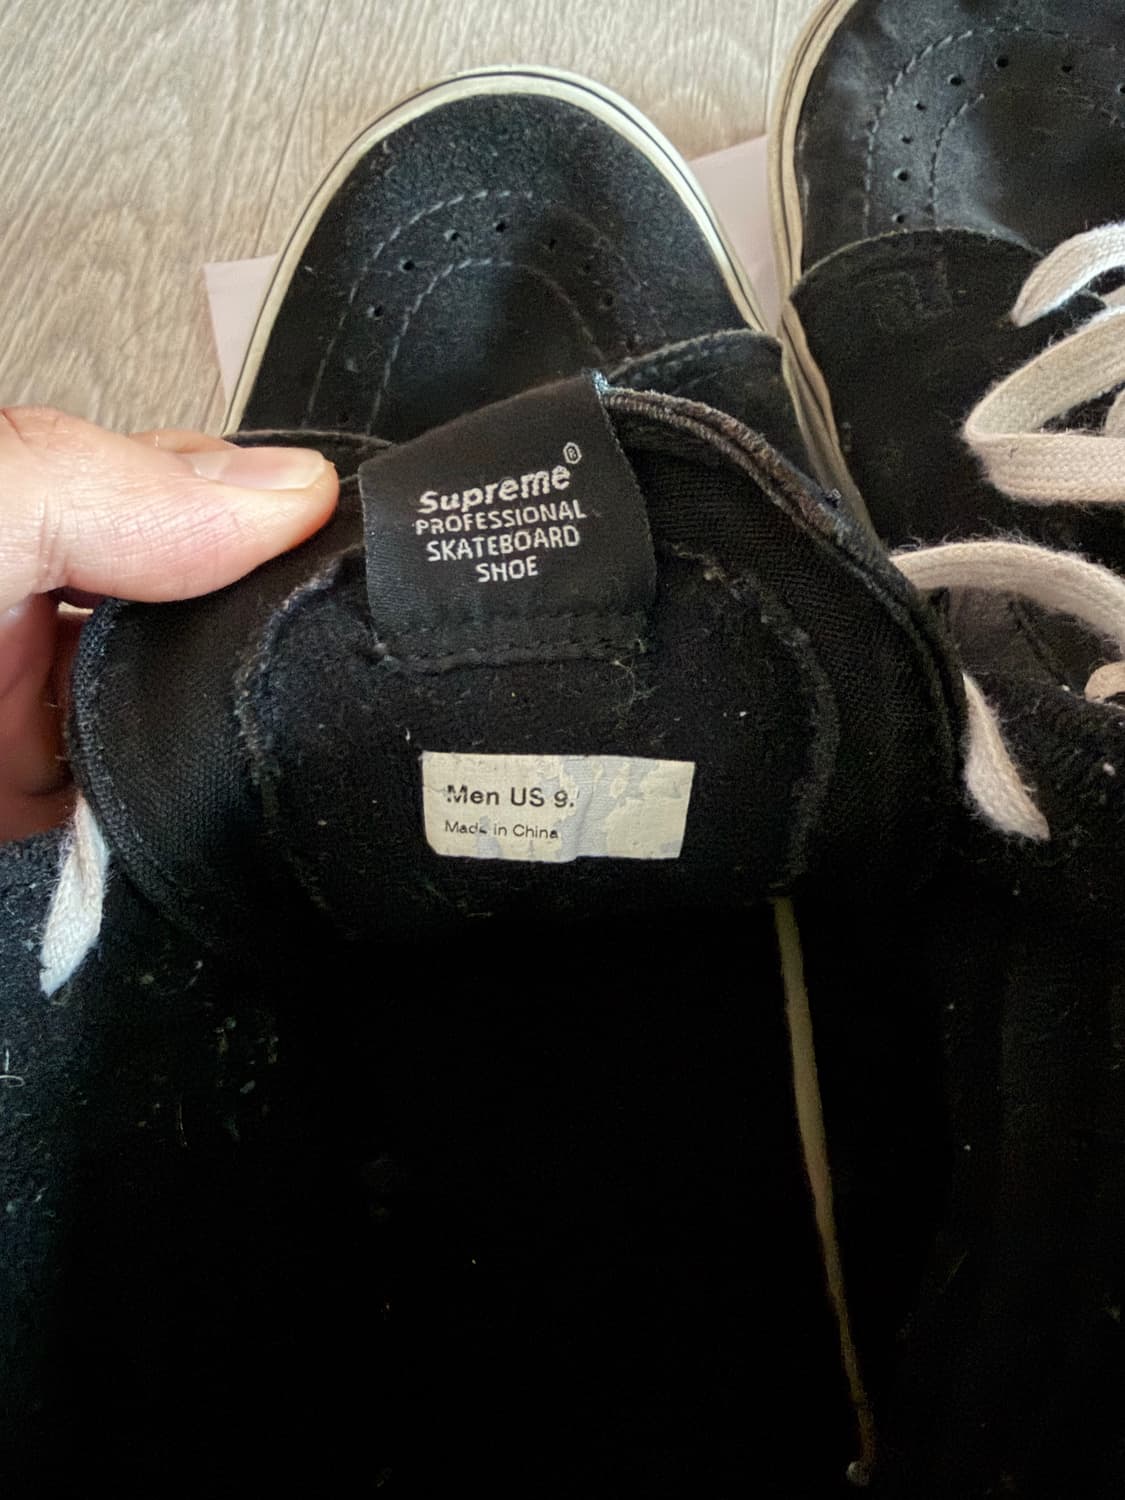 Supreme®
PROFESSIONAL
SKATEBOARD
SHOE
Men US 9.
Made in China